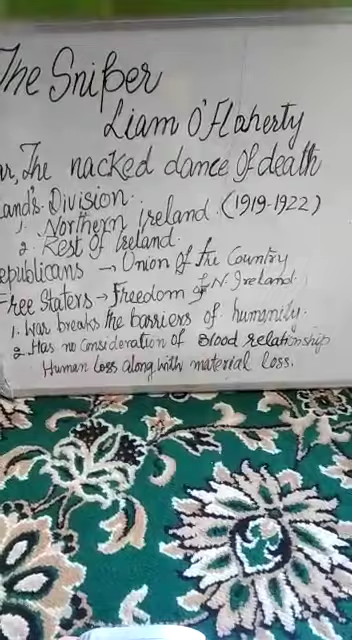 The Sniper
Liam O'Flaherty
ar, The nacked dance of death
land's Division.
1. Northern Ireland. (1919-1922)
2. Rest of Ireland.
epublicans → Union of the Country
Free Staters → Freedom of N. Ireland.
1. War breaks the barriers of humanity.
2. Has no consideration of Blood relationship
Human loss along with material loss.